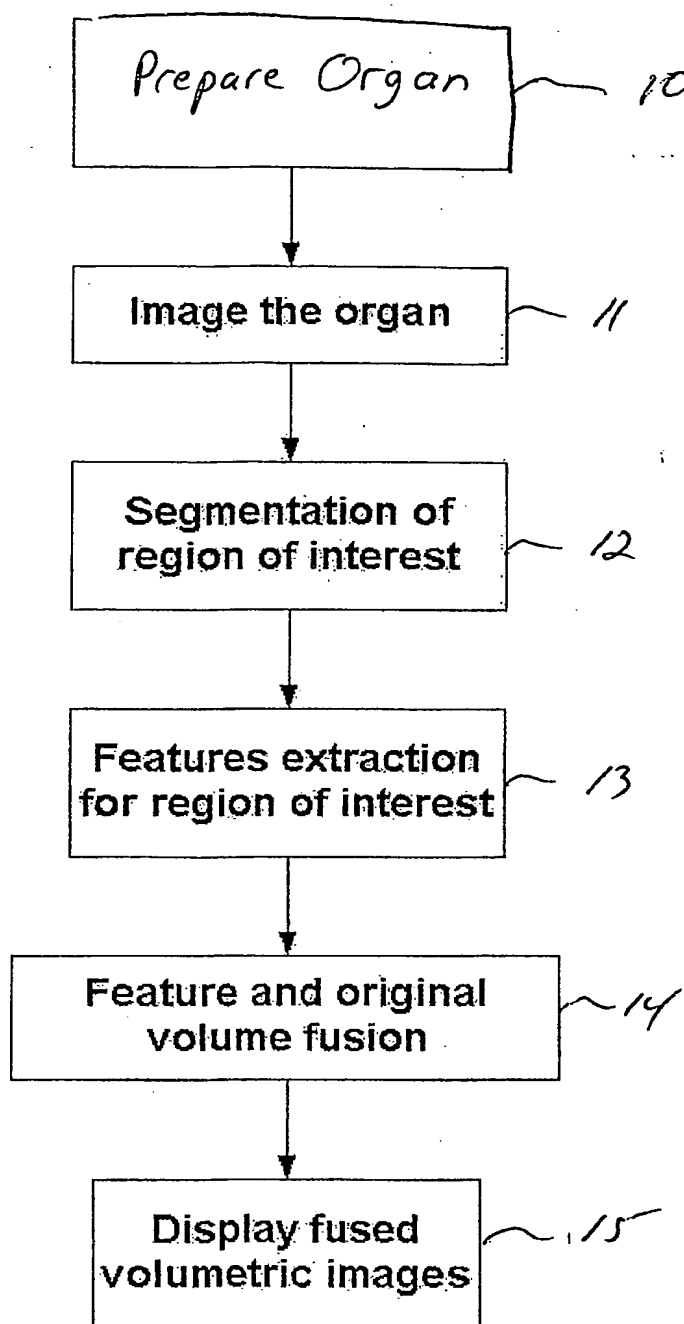 Prepare Organ
10
Image the organ
11
Segmentation of
region of interest
12
Features extraction
for region of interest
13
Feature and original
volume fusion
14
Display fused
volumetric images
15